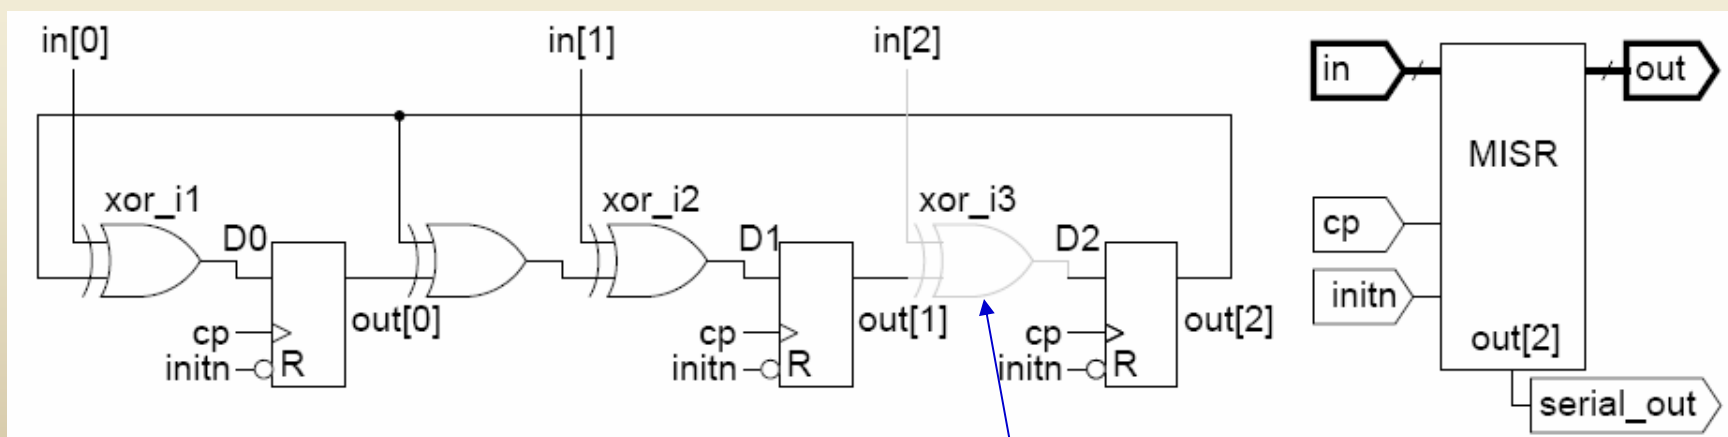 in[0]
in[1]
in[2]
xor_i1
xor_i2
xor_i3
D0
D1
D2
out[0]
out[1]
out[2]
cp
cp
cp
initn
R
initn
R
initn
R
in
out
MISR
cp
initn
out[2]
serial_out